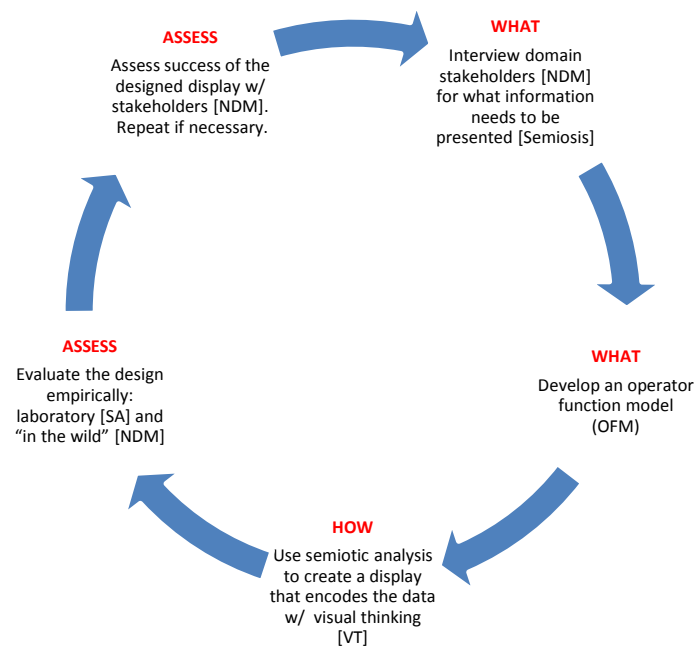 ASSESS
Assess success of the
designed display w/
stakeholders [NDM].
Repeat if necessary.
WHAT
Interview domain
stakeholders [NDM]
for what information
needs to be
presented [Semiosis]
WHAT
Develop an operator
function model
(OFM)
HOW
Use semiotic analysis
to create a display
that encodes the data
w/ visual thinking
[VT]
ASSESS
Evaluate the design
empirically:
laboratory [SA] and
“in the wild” [NDM]